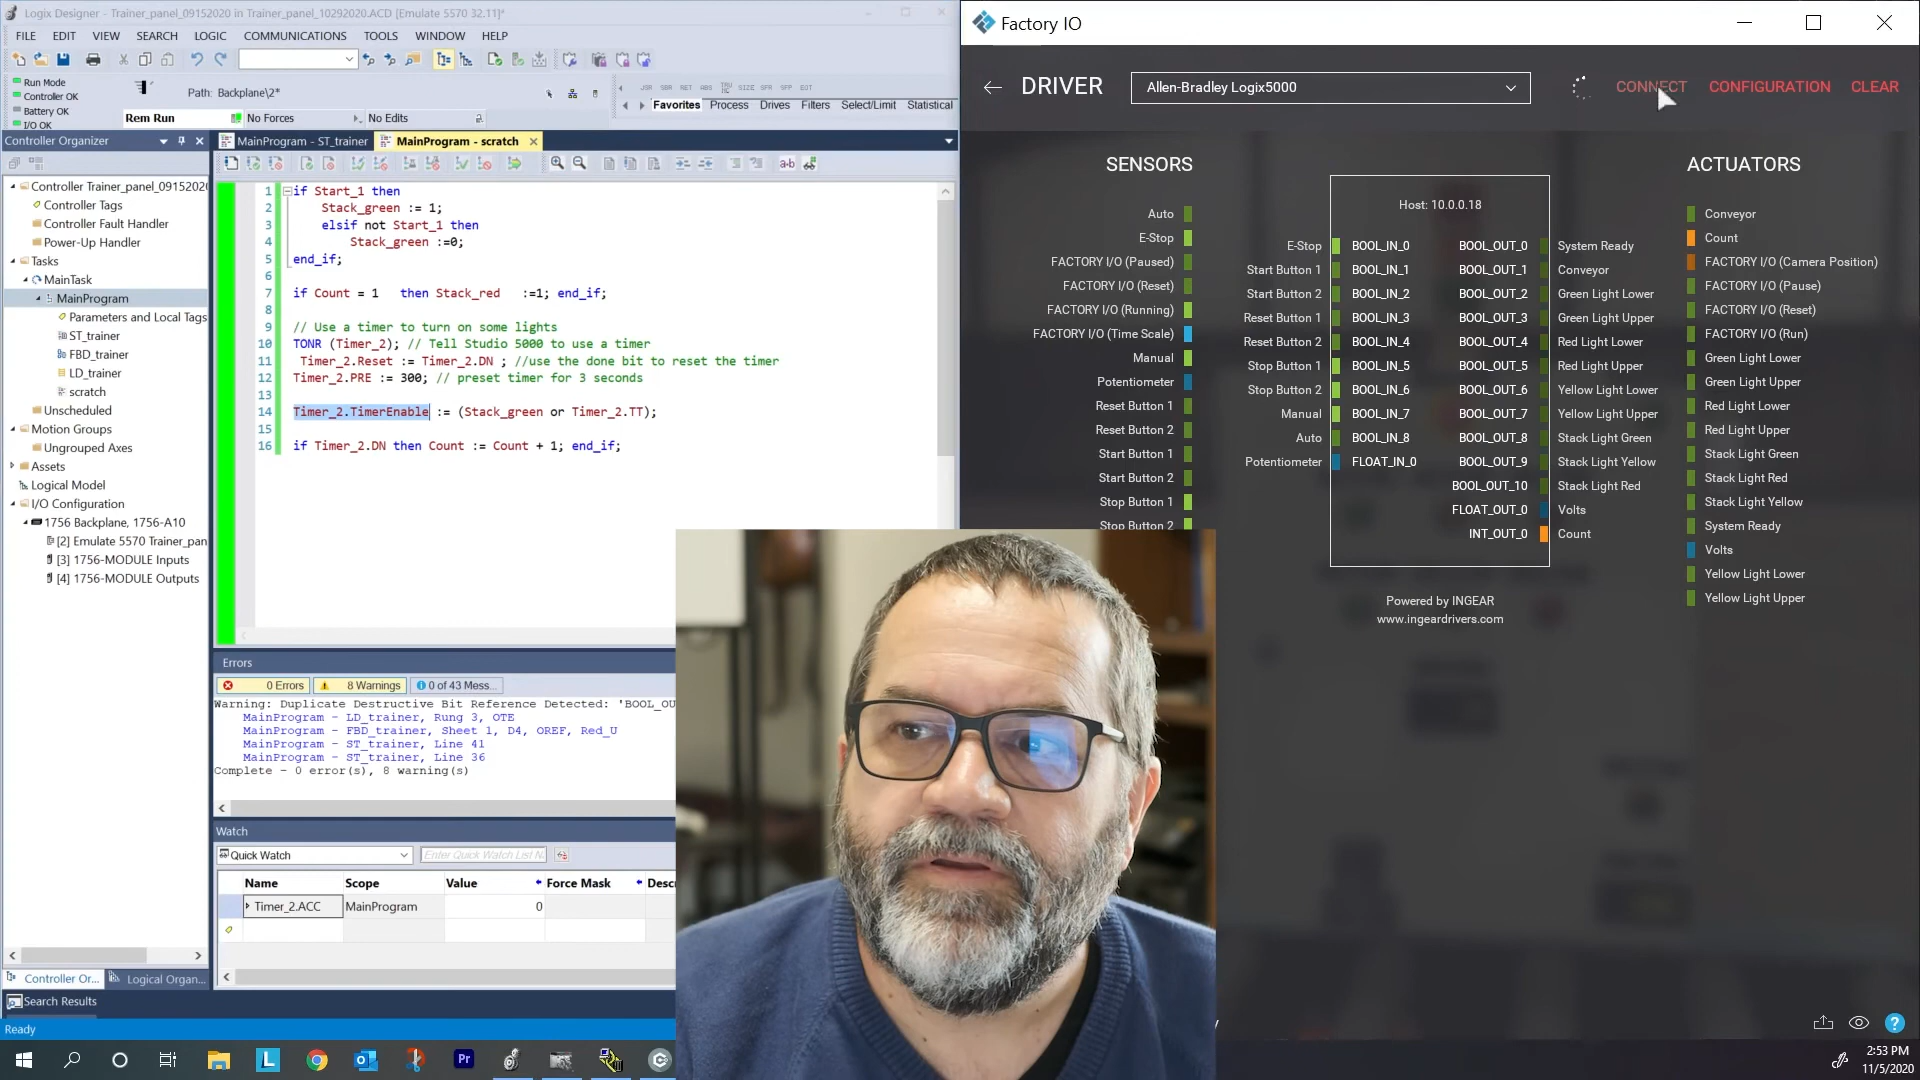 Logix Designer - Trainer_panel_09152020 in Trainer_panel_10292020.ACD [Emulate 5570 32.11]*
FILE EDIT VIEW SEARCH LOGIC COMMUNICATIONS TOOLS WINDOW HELP
Run Mode
Controller OK
Battery OK
I/O OK
Path: Backplane\2*
Rem Run
No Forces
No Edits
Favorites Process Drives Filters Select/Limit Statistical
Controller Organizer
Controller Trainer_panel_09152020
Controller Tags
Controller Fault Handler
Power-Up Handler
Tasks
MainTask
MainProgram
Parameters and Local Tags
ST_trainer
FBD_trainer
LD_trainer
scratch
Unscheduled
Motion Groups
Ungrouped Axes
Assets
Logical Model
I/O Configuration
1756 Backplane, 1756-A10
[2] Emulate 5570 Trainer_pan
[3] 1756-MODULE Inputs
[4] 1756-MODULE Outputs
Controller Or...
Logical Organ...
Search Results
Ready
MainProgram - ST_trainer
MainProgram - scratch
1 if Start_1 then
2 Stack_green := 1;
3 elsif not Start_1 then
4 Stack_green :=0;
5 end_if;
6
7 if Count = 1 then Stack_red :=1; end_if;
8
9 // Use a timer to turn on some lights
10 TONR (Timer_2); // Tell Studio 5000 to use a timer
11 Timer_2.Reset := Timer_2.DN ; //use the done bit to reset the timer
12 Timer_2.PRE := 300; // preset timer for 3 seconds
13
14 Timer_2.TimerEnable := (Stack_green or Timer_2.TT);
15
16 if Timer_2.DN then Count := Count + 1; end_if;
Errors
0 Errors
8 Warnings
0 of 43 Mess...
Warning: Duplicate Destructive Bit Reference Detected: 'BOOL_OU
MainProgram - LD_trainer, Rung 3, OTE
MainProgram - FBD_trainer, Sheet 1, D4, OREF, Red_U
MainProgram - ST_trainer, Line 41
MainProgram - ST_trainer, Line 36
Complete - 0 error(s), 8 warning(s)
Watch
Quick Watch
Enter Quick Watch List N
Name Scope Value Force Mask Descr
Timer_2.ACC MainProgram 0
Factory IO
DRIVER
Allen-Bradley Logix5000
CONNECT CONFIGURATION CLEAR
SENSORS
Auto
E-Stop
FACTORY I/O (Paused)
FACTORY I/O (Reset)
FACTORY I/O (Running)
FACTORY I/O (Time Scale)
Manual
Potentiometer
Reset Button 1
Reset Button 2
Start Button 1
Start Button 2
Stop Button 1
Stop Button 2
Host: 10.0.0.18
E-Stop BOOL_IN_0 BOOL_OUT_0 System Ready
Start Button 1 BOOL_IN_1 BOOL_OUT_1 Conveyor
Start Button 2 BOOL_IN_2 BOOL_OUT_2 Green Light Lower
Reset Button 1 BOOL_IN_3 BOOL_OUT_3 Green Light Upper
Reset Button 2 BOOL_IN_4 BOOL_OUT_4 Red Light Lower
Stop Button 1 BOOL_IN_5 BOOL_OUT_5 Red Light Upper
Stop Button 2 BOOL_IN_6 BOOL_OUT_6 Yellow Light Lower
Manual BOOL_IN_7 BOOL_OUT_7 Yellow Light Upper
Auto BOOL_IN_8 BOOL_OUT_8 Stack Light Green
Potentiometer FLOAT_IN_0 BOOL_OUT_9 Stack Light Yellow
BOOL_OUT_10 Stack Light Red
FLOAT_OUT_0 Volts
INT_OUT_0 Count
Powered by INGEAR
www.ingeardrivers.com
ACTUATORS
Conveyor
Count
FACTORY I/O (Camera Position)
FACTORY I/O (Pause)
FACTORY I/O (Reset)
FACTORY I/O (Run)
Green Light Lower
Green Light Upper
Red Light Lower
Red Light Upper
Stack Light Green
Stack Light Red
Stack Light Yellow
System Ready
Volts
Yellow Light Lower
Yellow Light Upper
2:53 PM
11/5/2020